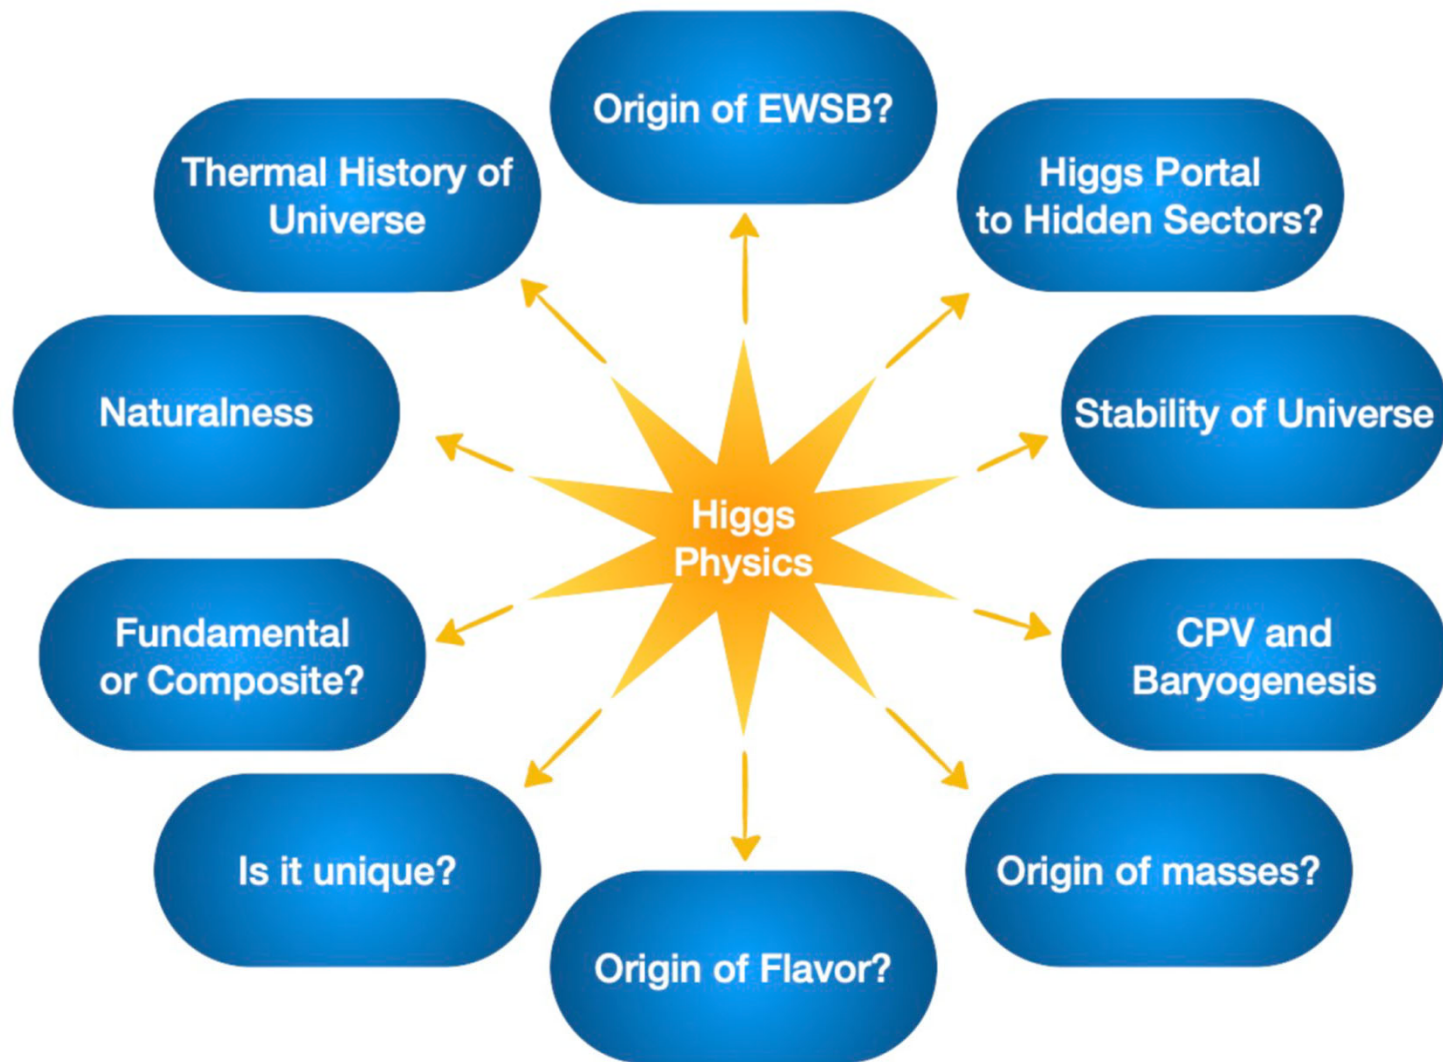 Origin of EWSB?
Thermal History of
Universe
Higgs Portal
to Hidden Sectors?
Naturalness
Stability of Universe
Higgs
Physics
Fundamental
or Composite?
CPV and
Baryogenesis
Is it unique?
Origin of masses?
Origin of Flavor?